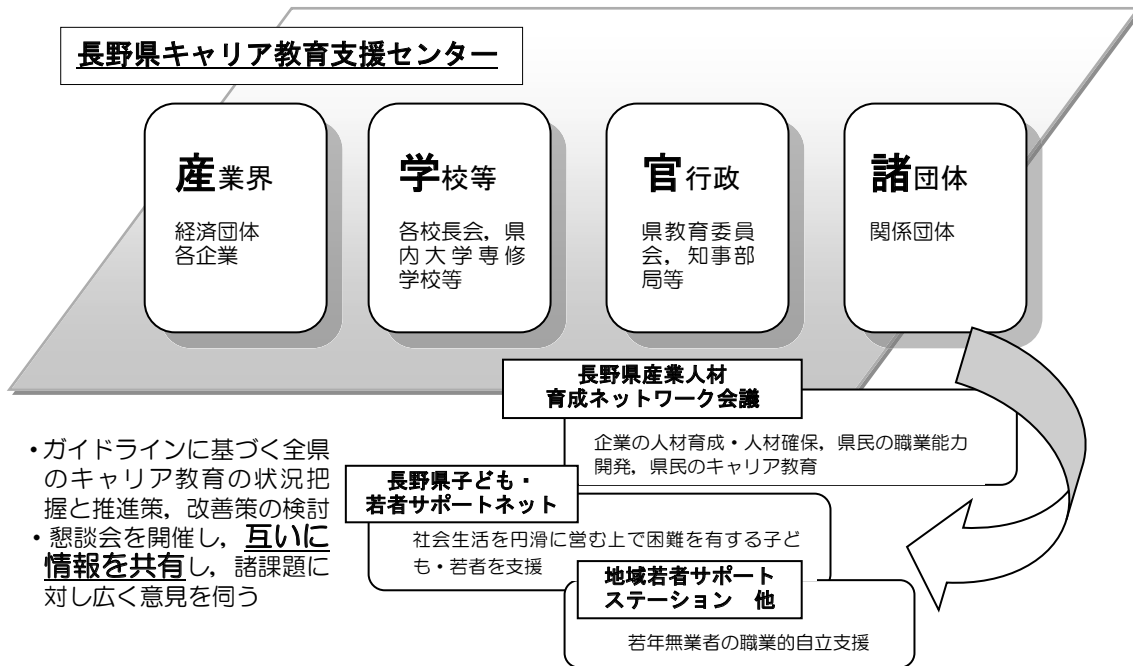 長野県キャリア教育支援センター
産業界
経済団体
各企業
学校等
各校長会，県
内大学専修
学校等
官行政
県教育委員
会，知事部
局等
諸団体
関係団体
長野県産業人材
育成ネットワーク会議
企業の人材育成・人材確保，県民の職業能力
開発，県民のキャリア教育
長野県子ども・
若者サポートネット
社会生活を円滑に営む上で困難を有する子ど
も・若者を支援
地域若者サポート
ステーション　他
若年無業者の職業的自立支援
・ガイドラインに基づく全県
のキャリア教育の状況把
握と推進策，改善策の検討
・懇談会を開催し，互いに
情報を共有し，諸課題に
対し広く意見を伺う